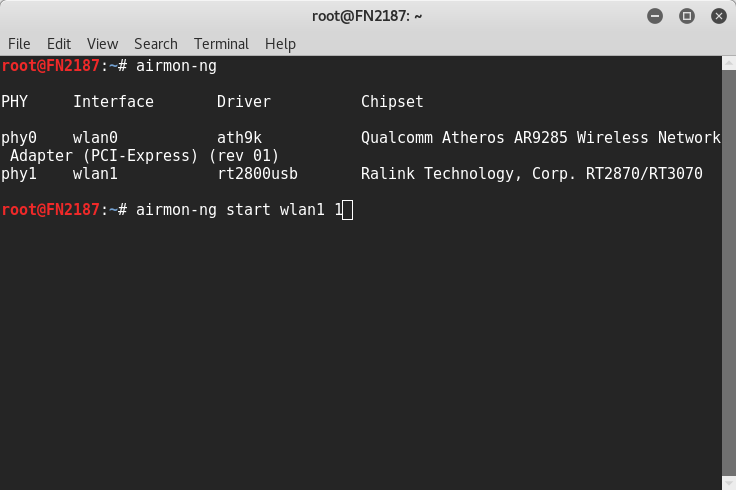 root@FN2187: ~
File Edit View Search Terminal Help
root@FN2187:~# airmon-ng
PHY Interface Driver Chipset
phy0 wlan0 ath9k Qualcomm Atheros AR9285 Wireless Network
Adapter (PCI-Express) (rev 01)
phy1 wlan1 rt2800usb Ralink Technology, Corp. RT2870/RT3070
root@FN2187:~# airmon-ng start wlan1 1